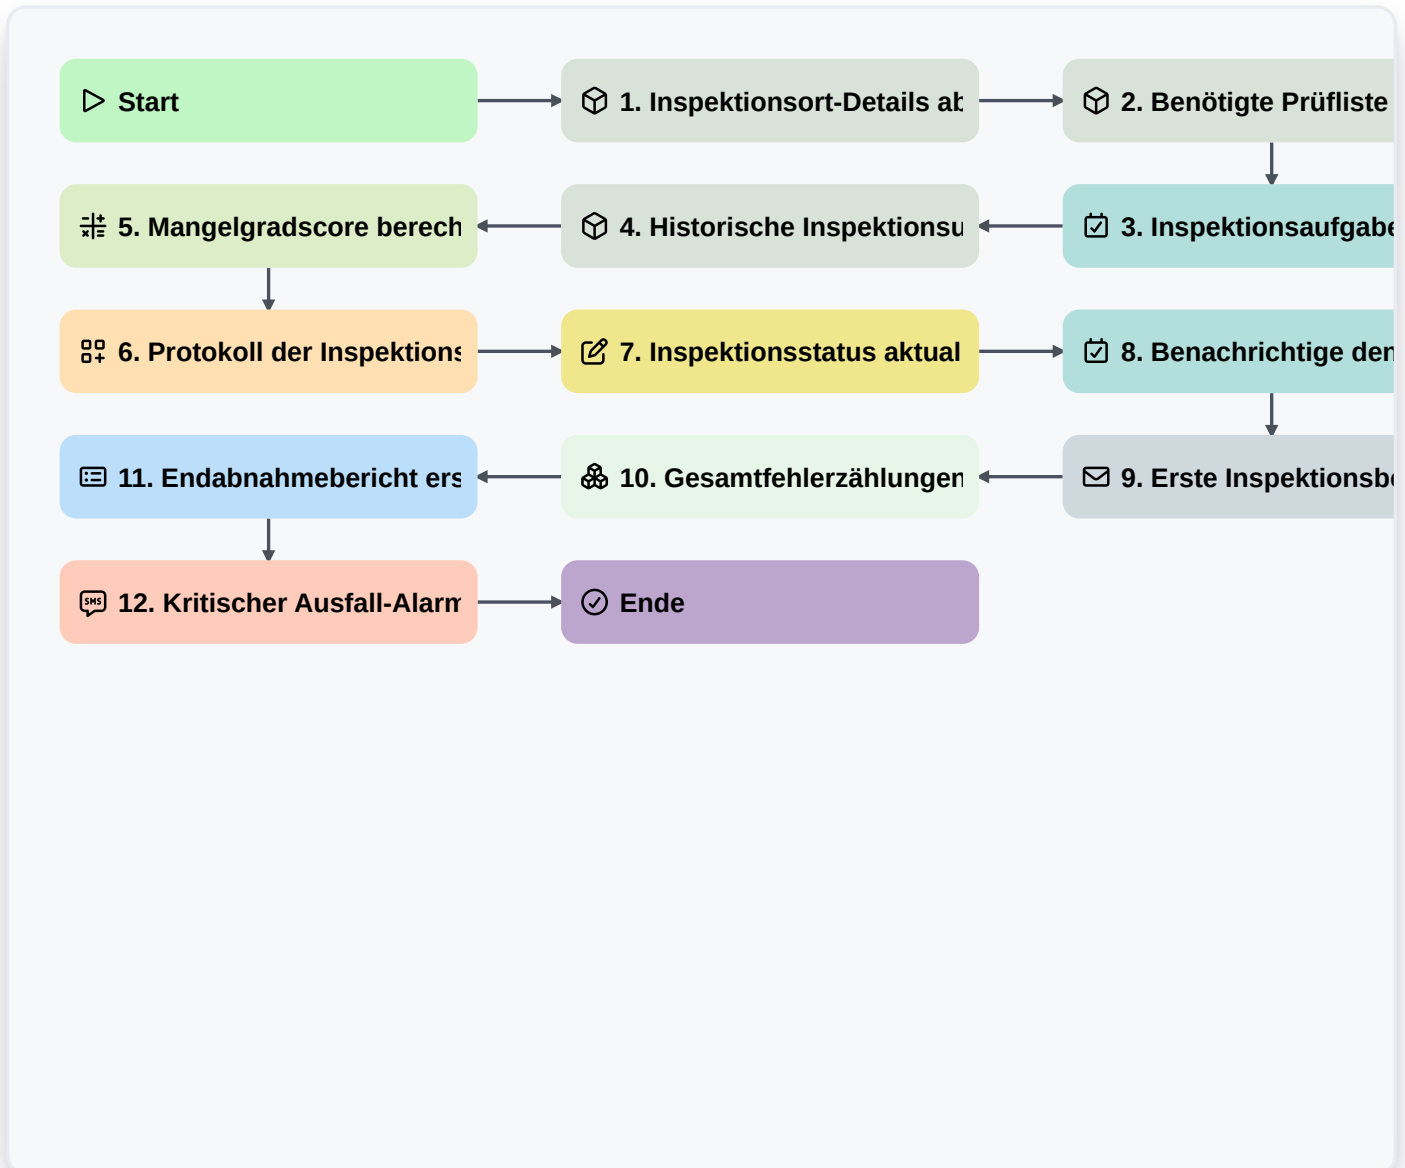 Start
1. Inspektionsort-Details ab
2. Benötigte Prüfliste
5. Mangelgradscore berech
4. Historische Inspektionsu
3. Inspektionsaufgabe
6. Protokoll der Inspektions
7. Inspektionsstatus aktual
8. Benachrichtige den
11. Endabnahmebericht ers
10. Gesamtfehlerzählungen
9. Erste Inspektionsbe
12. Kritischer Ausfall-Alarm
Ende
SMS